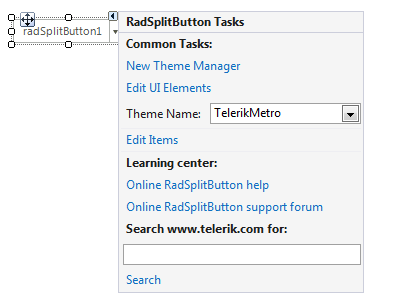 radSplitButton1
RadSplitButton Tasks
Common Tasks:
New Theme Manager
Edit UI Elements
Theme Name: TelerikMetro
Edit Items
Learning center:
Online RadSplitButton help
Online RadSplitButton support forum
Search www.telerik.com for:
Search